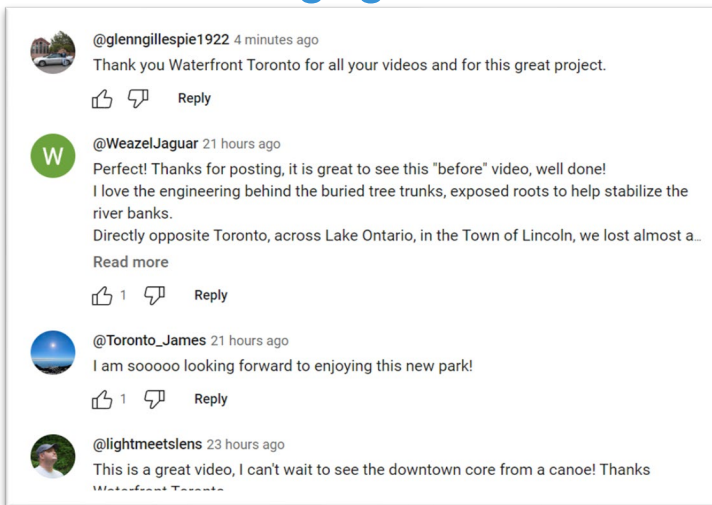 @glenngillespie1922 4 minutes ago
Thank you Waterfront Toronto for all your videos and for this great project.
Reply
W
@WeazelJaguar 21 hours ago
Perfect! Thanks for posting, it is great to see this "before" video, well done!
I love the engineering behind the buried tree trunks, exposed roots to help stabilize the
river banks.
Directly opposite Toronto, across Lake Ontario, in the Town of Lincoln, we lost almost a...
Read more
1 Reply
@Toronto_James 21 hours ago
I am sooooo looking forward to enjoying this new park!
1 Reply
@lightmeetslens 23 hours ago
This is a great video, I can't wait to see the downtown core from a canoe! Thanks
Waterfront Toronto